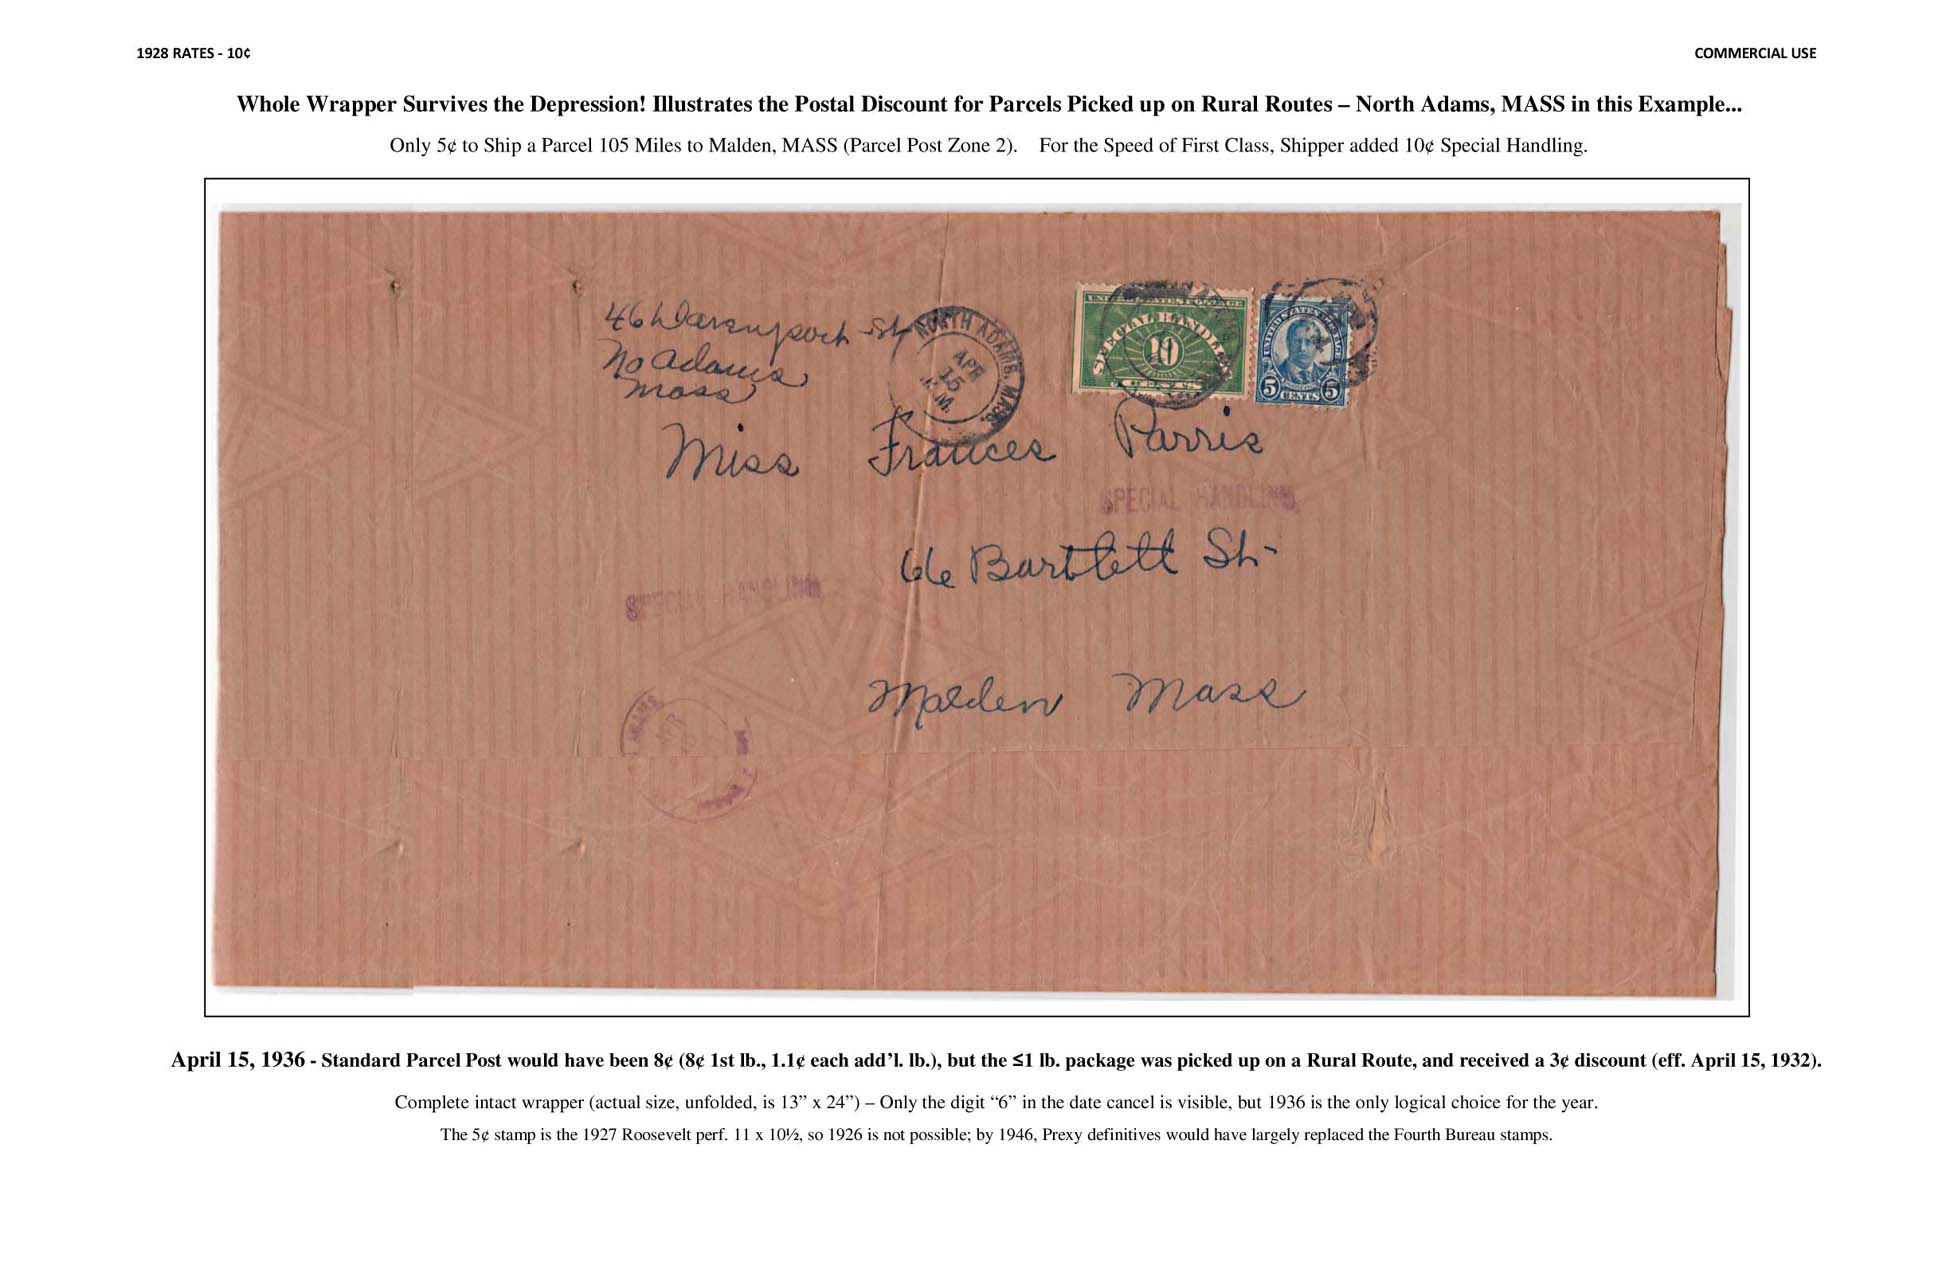 1928 RATES - 10¢
COMMERCIAL USE
Whole Wrapper Survives the Depression! Illustrates the Postal Discount for Parcels Picked up on Rural Routes – North Adams, MASS in this Example...
Only 5¢ to Ship a Parcel 105 Miles to Malden, MASS (Parcel Post Zone 2). For the Speed of First Class, Shipper added 10¢ Special Handling.
46 Davenport St
No Adams
Mass
NORTH ADAMS, MASS.
APR
15
M.
UNITED STATES POSTAGE
SPECIAL HANDLING
10
UNITED STATES POSTAGE
5 CENTS 5
Miss Frances Parris
SPECIAL HANDLING
66 Bartlett St-
SPECIAL HANDLING
Malden Mass
ADAMS
April 15, 1936 - Standard Parcel Post would have been 8¢ (8¢ 1st lb., 1.1¢ each add’l. lb.), but the ≤1 lb. package was picked up on a Rural Route, and received a 3¢ discount (eff. April 15, 1932).
Complete intact wrapper (actual size, unfolded, is 13” x 24”) – Only the digit “6” in the date cancel is visible, but 1936 is the only logical choice for the year.
The 5¢ stamp is the 1927 Roosevelt perf. 11 x 10½, so 1926 is not possible; by 1946, Prexy definitives would have largely replaced the Fourth Bureau stamps.